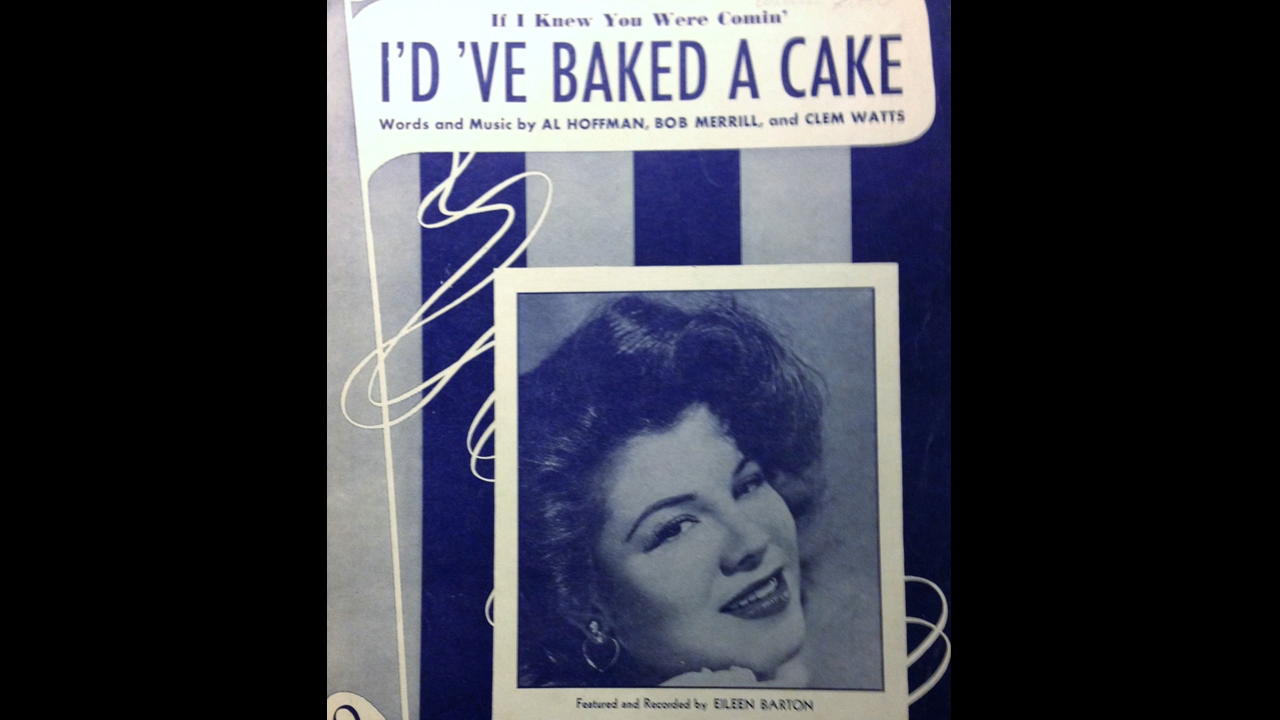 If I Knew You Were Comin'
I'D 'VE BAKED A CAKE
Words and Music by AL HOFFMAN, BOB MERRILL, and CLEM WATTS
Featured and Recorded by EILEEN BARTON